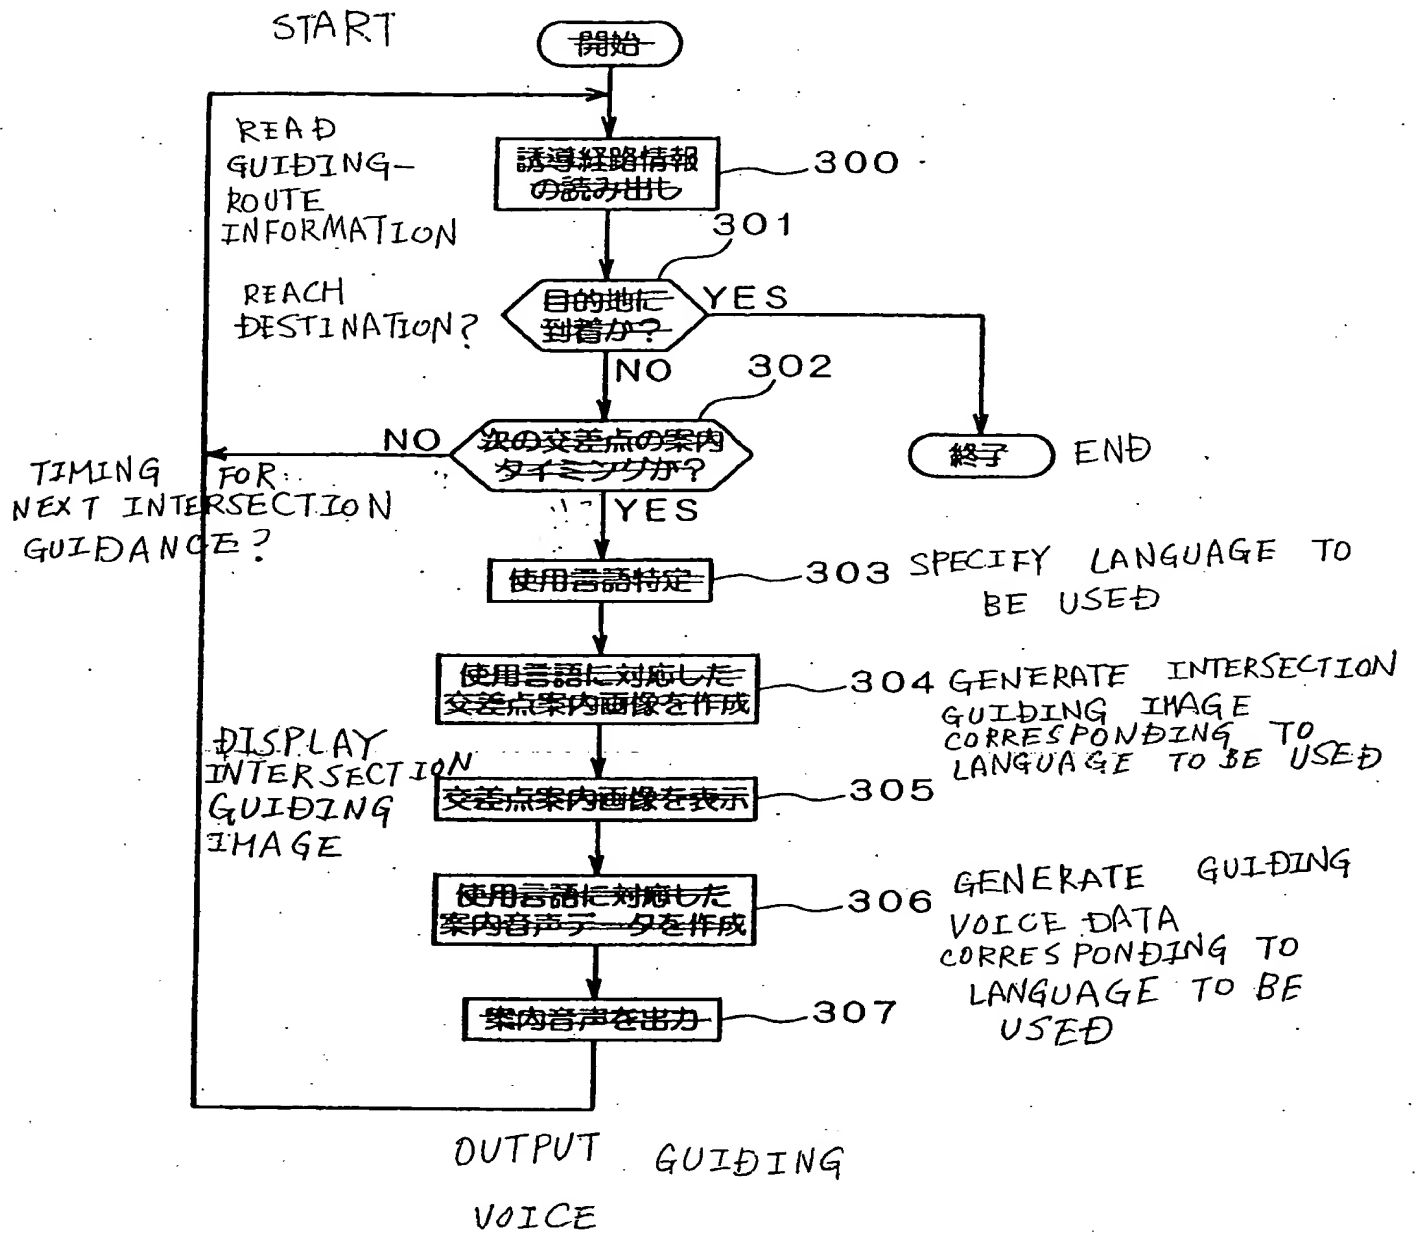 START
開始
READ
GUIDING-
ROUTE
INFORMATION
誘導経路情報
の読み出し
300
301
REACH
DESTINATION?
目的地に
到着か?
YES
NO
302
次の交差点の案内
タイミングか?
NO
YES
終了
END
TIMING FOR
NEXT INTERSECTION
GUIDANCE?
使用言語特定
303
SPECIFY LANGUAGE TO
BE USED
使用言語に対応した
交差点案内画像を作成
304
GENERATE INTERSECTION
GUIDING IMAGE
CORRESPONDING TO
LANGUAGE TO BE USED
DISPLAY
INTERSECTION
GUIDING
IMAGE
交差点案内画像を表示
305
使用言語に対応した
案内音声データを作成
306
GENERATE GUIDING
VOICE DATA
CORRESPONDING TO
LANGUAGE TO BE
USED
案内音声を出力
307
OUTPUT GUIDING
VOICE